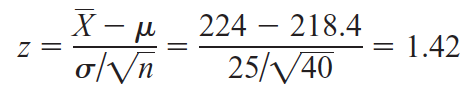 z = (X̅ − μ)/(σ/√n) = (224 − 218.4)/(25/√40) = 1.42